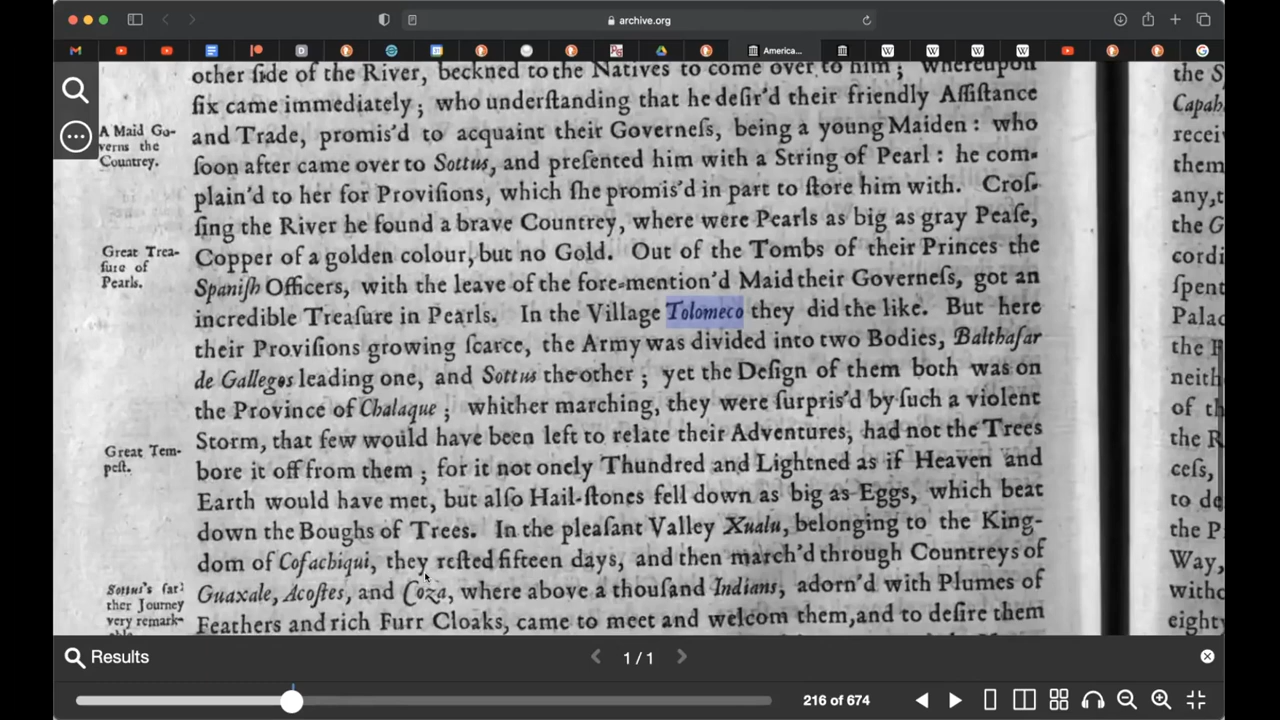 archive.org
America...
other ſide of the River, beckned to the Natives to come over to him ; whereupon
ſix came immediately ; who underſtanding that he deſir'd their friendly Aſſiſtance
and Trade, promis'd to acquaint their Governeſs, being a young Maiden : who
ſoon after came over to Sottus, and preſented him with a String of Pearl : he com-
plain'd to her for Proviſions, which ſhe promis'd in part to ſtore him with. Croſ-
ſing the River he found a brave Countrey, where were Pearls as big as gray Peaſe,
Copper of a golden colour, but no Gold. Out of the Tombs of their Princes the
Spaniſh Officers, with the leave of the fore-mention'd Maid their Governeſs, got an
incredible Treaſure in Pearls. In the Village Tolomeco they did the like. But here
their Proviſions growing ſcarce, the Army was divided into two Bodies, Balthaſar
de Gallegos leading one, and Sottus the other ; yet the Deſign of them both was on
the Province of Chalaque ; whither marching, they were ſurpris'd by ſuch a violent
Storm, that few would have been left to relate their Adventures, had not the Trees
bore it off from them ; for it not onely Thundred and Lightned as if Heaven and
Earth would have met, but alſo Hail-ſtones fell down as big as Eggs, which beat
down the Boughs of Trees. In the pleaſant Valley Xualu, belonging to the King-
dom of Cofachiqui, they reſted fifteen days, and then march'd through Countreys of
Guaxale, Acoſtes, and Coza, where above a thouſand Indians, adorn'd with Plumes of
Feathers and rich Furr Cloaks, came to meet and welcom them, and to deſire them
A Maid Go-
verns the
Countrey.
Great Trea-
ſure of
Pearls.
Great Tem-
peſt.
Sottus's far-
ther Journey
very remark-
the S
Capah
recei
them
any, t
the G
cordi
ſpent
Palac
the F
neith
of th
the R
ceſs,
to de
the P
Way,
witho
eighty
Results
1 / 1
216 of 674